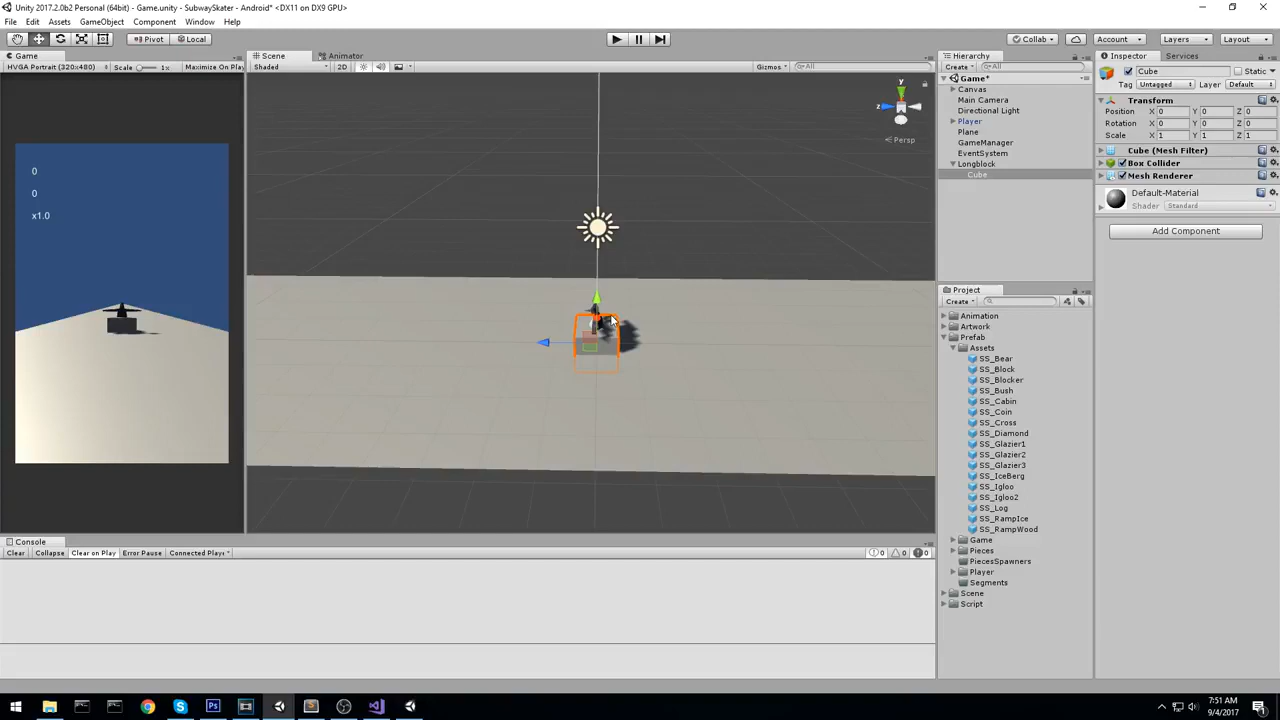 Unity 2017.2.0b2 Personal (64bit) - Game.unity - SubwaySkater - Android* <DX11 on DX9 GPU>
File Edit Assets GameObject Component Window Help
Pivot Local Collab Account Layers Layout
Game Scene Animator Hierarchy Inspector Services
HVGA Portrait (320x480) Scale 1x Maximize On Play Shaded 2D Gizmos All Create All Cube Static
Tag Untagged Layer Default
Game*
Canvas
Main Camera
Directional Light
Player
Plane
GameManager
EventSystem
Longblock
Cube
Transform
Position X 0 Y 0 Z 0
Rotation X 0 Y 0 Z 0
Scale X 1 Y 1 Z 1
Cube (Mesh Filter)
Box Collider
Mesh Renderer
Default-Material
Shader Standard
Add Component
y
z
Persp
0
0
x1.0
Project
Create
Animation
Artwork
Prefab
Assets
SS_Bear
SS_Block
SS_Blocker
SS_Bush
SS_Cabin
SS_Coin
SS_Cross
SS_Diamond
SS_Glazier1
SS_Glazier2
SS_Glazier3
SS_IceBerg
SS_Igloo
SS_Igloo2
SS_Log
SS_RampIce
SS_RampWood
Game
Pieces
PiecesSpawners
Player
Segments
Scene
Script
Console
Clear Collapse Clear on Play Error Pause Connected Playe 0 0 0
7:51 AM
9/4/2017